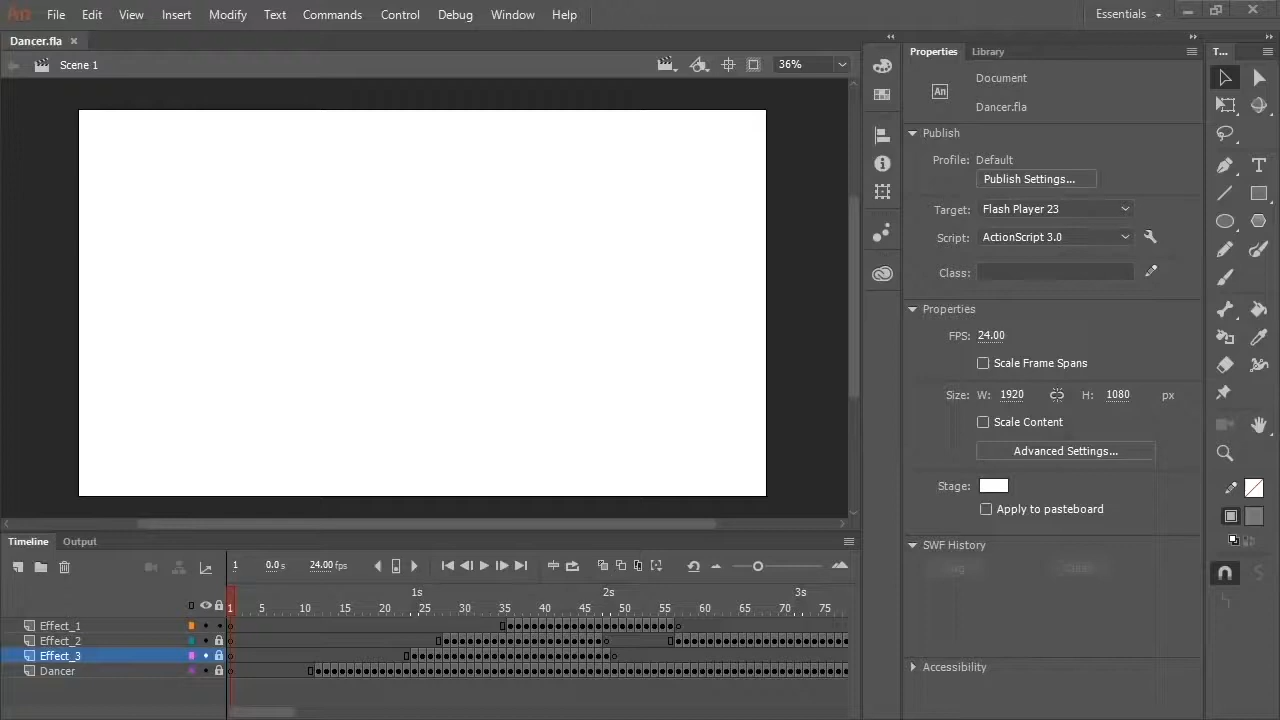 An File Edit View Insert Modify Text Commands Control Debug Window Help Essentials
Dancer.fla
Scene 1 36%
Properties Library T...
An Document
Dancer.fla
Publish
Profile: Default
Publish Settings...
Target: Flash Player 23
Script: ActionScript 3.0
Class:
Properties
FPS: 24.00
Scale Frame Spans
Size: W: 1920 H: 1080 px
Scale Content
Advanced Settings...
Stage:
Apply to pasteboard
SWF History
Accessibility
Timeline Output
1 0.0 s 24.00 fps
1s 2s 3s
1 5 10 15 20 25 30 35 40 45 50 55 60 65 70 75
Effect_1
Effect_2
Effect_3
Dancer